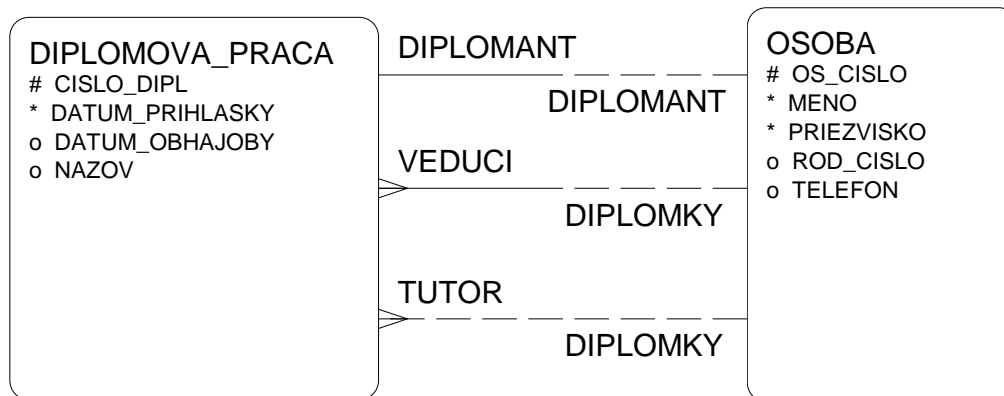 DIPLOMOVA_PRACA
# CISLO_DIPL
* DATUM_PRIHLASKY
o DATUM_OBHAJOBY
o NAZOV
DIPLOMANT
DIPLOMANT
VEDUCI
DIPLOMKY
TUTOR
DIPLOMKY
OSOBA
# OS_CISLO
* MENO
* PRIEZVISKO
o ROD_CISLO
o TELEFON